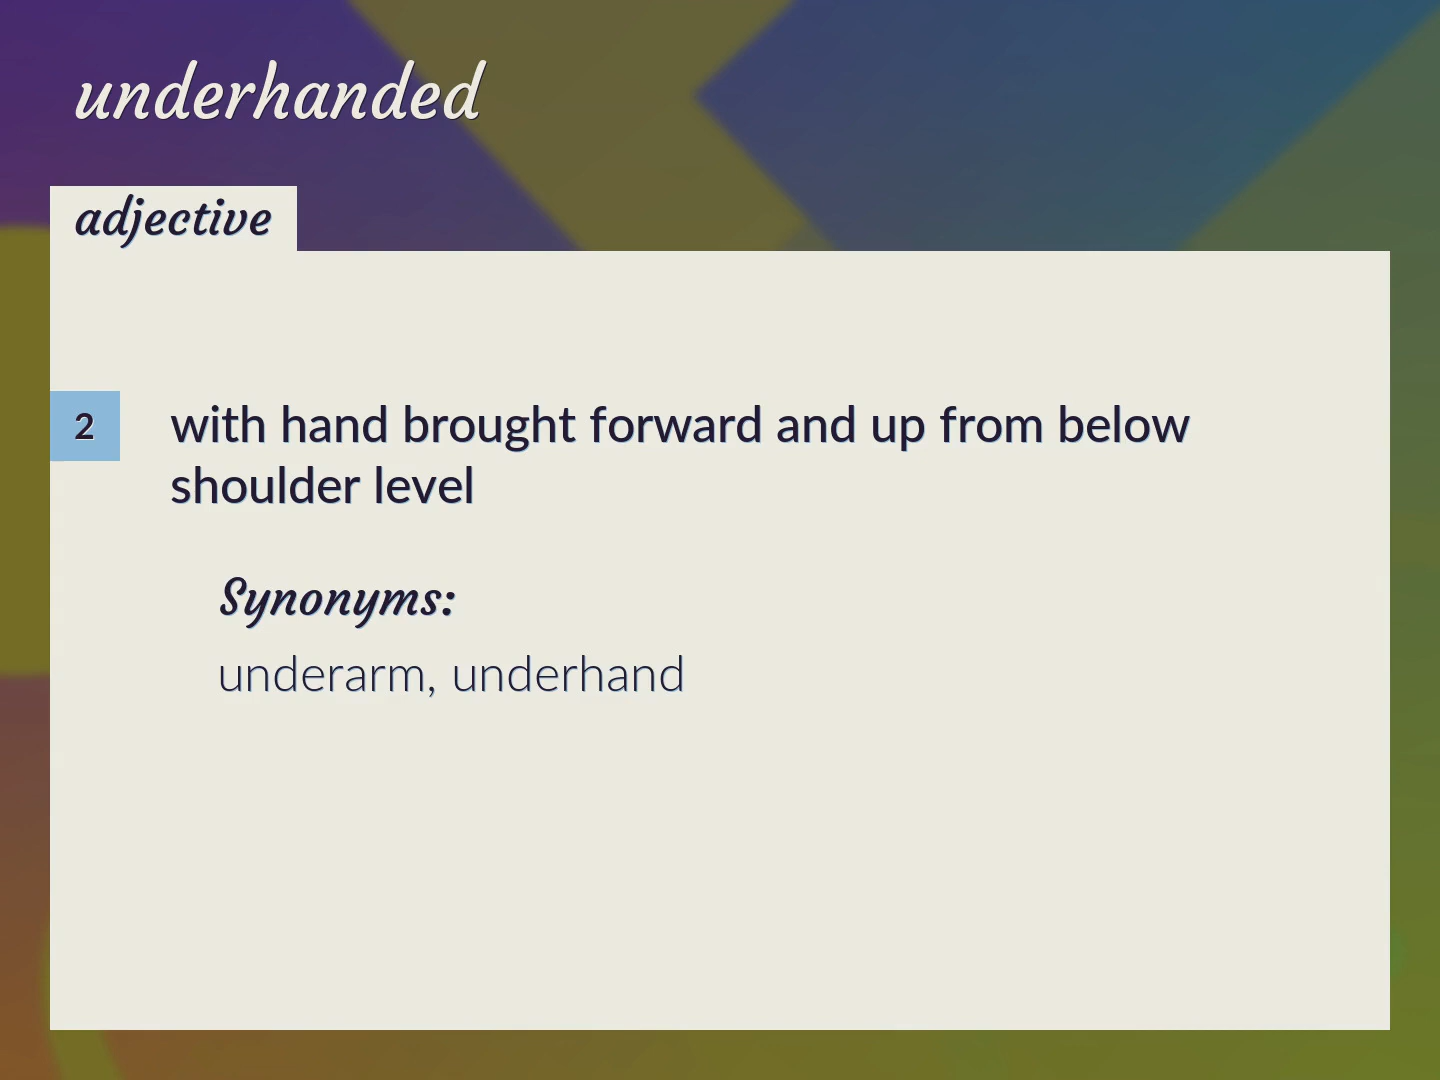 underhanded
adjective
2
with hand brought forward and up from below
shoulder level
Synonyms:
underarm, underhand